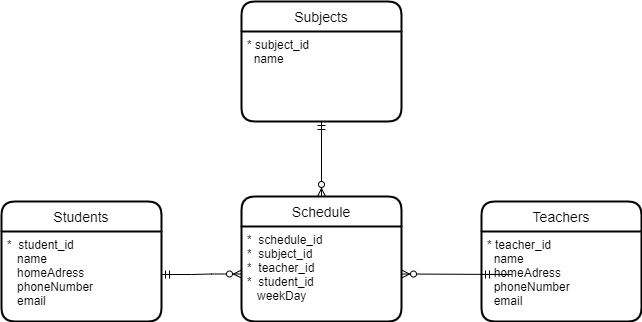 Subjects
* subject_id
name
Students
* student_id
name
homeAdress
phoneNumber
email
Schedule
* schedule_id
* subject_id
* teacher_id
* student_id
weekDay
Teachers
* teacher_id
name
homeAdress
phoneNumber
email